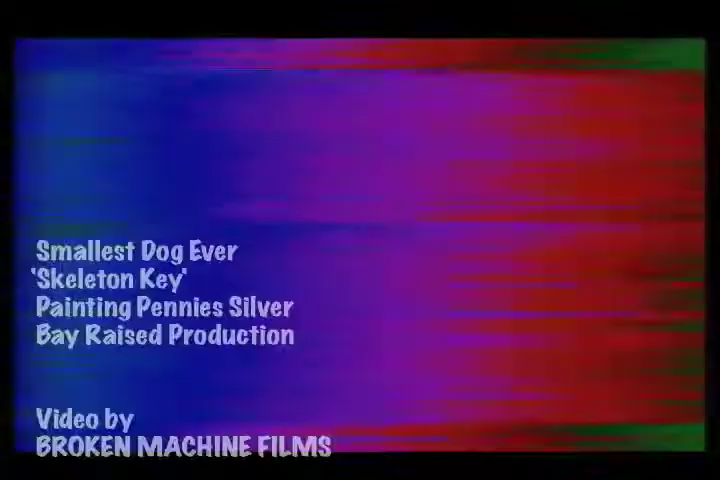 Smallest Dog Ever
'Skeleton Key'
Painting Pennies Silver
Bay Raised Production
Video by
BROKEN MACHINE FILMS